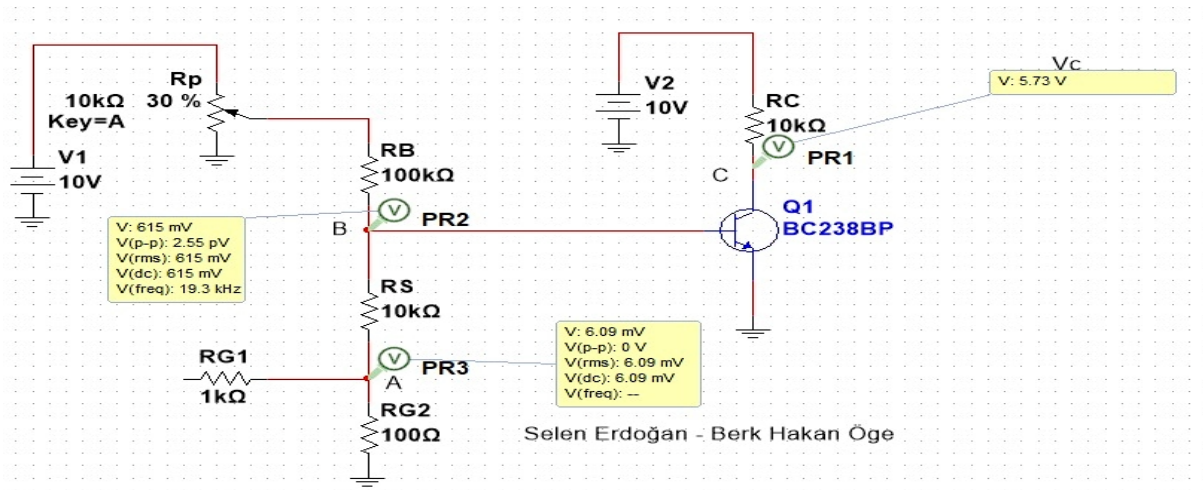 Rp
10kΩ 30 %
Key=A
V1
10V
RB
100kΩ
V: 615 mV
V(p-p): 2.55 pV
V(rms): 615 mV
V(dc): 615 mV
V(freq): 19.3 kHz
B
V
PR2
RS
10kΩ
RG1
1kΩ
V
PR3
A
RG2
100Ω
V: 6.09 mV
V(p-p): 0 V
V(rms): 6.09 mV
V(dc): 6.09 mV
V(freq): --
V2
10V
RC
10kΩ
V
PR1
C
Vc
V: 5.73 V
Q1
BC238BP
Selen Erdoğan - Berk Hakan Öge